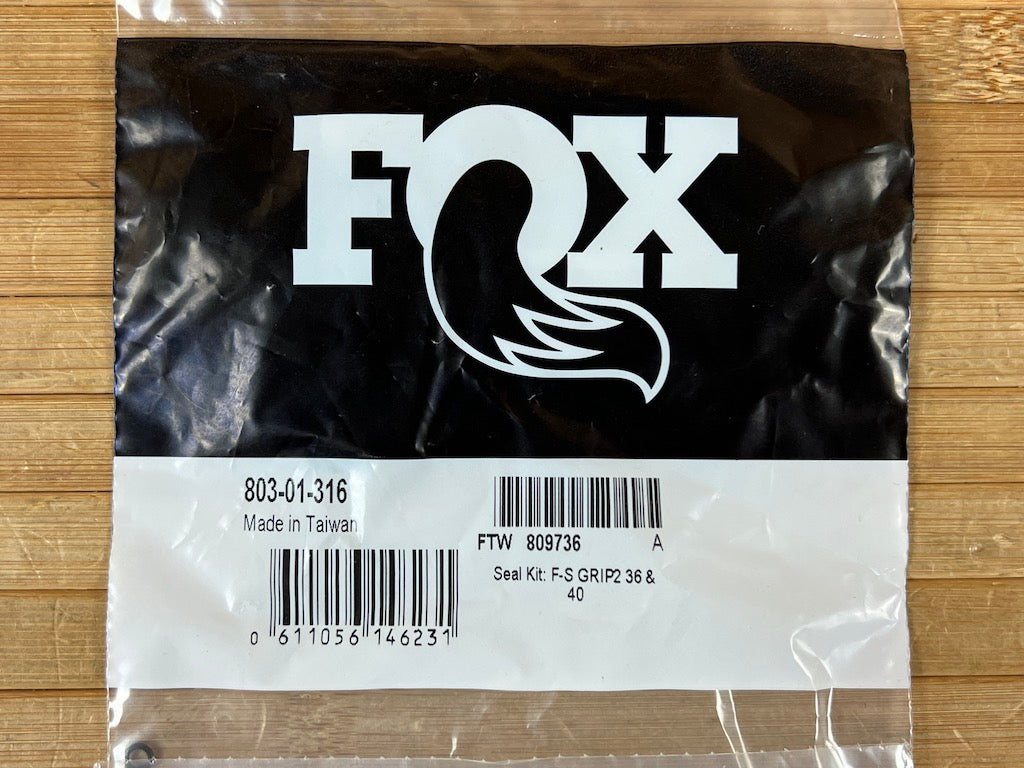 FOX
803-01-316
Made in Taiwan
0 611056 146231
FTW 809736 A
Seal Kit: F-S GRIP2 36 &
40